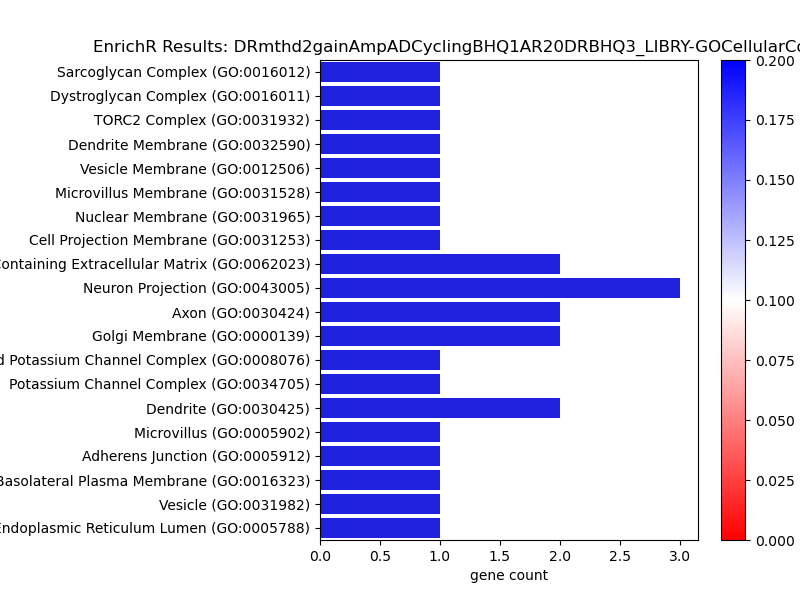 EnrichR Results: DRmthd2gainAmpADCyclingBHQ1AR20DRBHQ3_LIBRY-GOCellularCo
Sarcoglycan Complex (GO:0016012)
Dystroglycan Complex (GO:0016011)
TORC2 Complex (GO:0031932)
Dendrite Membrane (GO:0032590)
Vesicle Membrane (GO:0012506)
Microvillus Membrane (GO:0031528)
Nuclear Membrane (GO:0031965)
Cell Projection Membrane (GO:0031253)
Containing Extracellular Matrix (GO:0062023)
Neuron Projection (GO:0043005)
Axon (GO:0030424)
Golgi Membrane (GO:0000139)
d Potassium Channel Complex (GO:0008076)
Potassium Channel Complex (GO:0034705)
Dendrite (GO:0030425)
Microvillus (GO:0005902)
Adherens Junction (GO:0005912)
Basolateral Plasma Membrane (GO:0016323)
Vesicle (GO:0031982)
Endoplasmic Reticulum Lumen (GO:0005788)
0.0 0.5 1.0 1.5 2.0 2.5 3.0
gene count
0.200
0.175
0.150
0.125
0.100
0.075
0.050
0.025
0.000